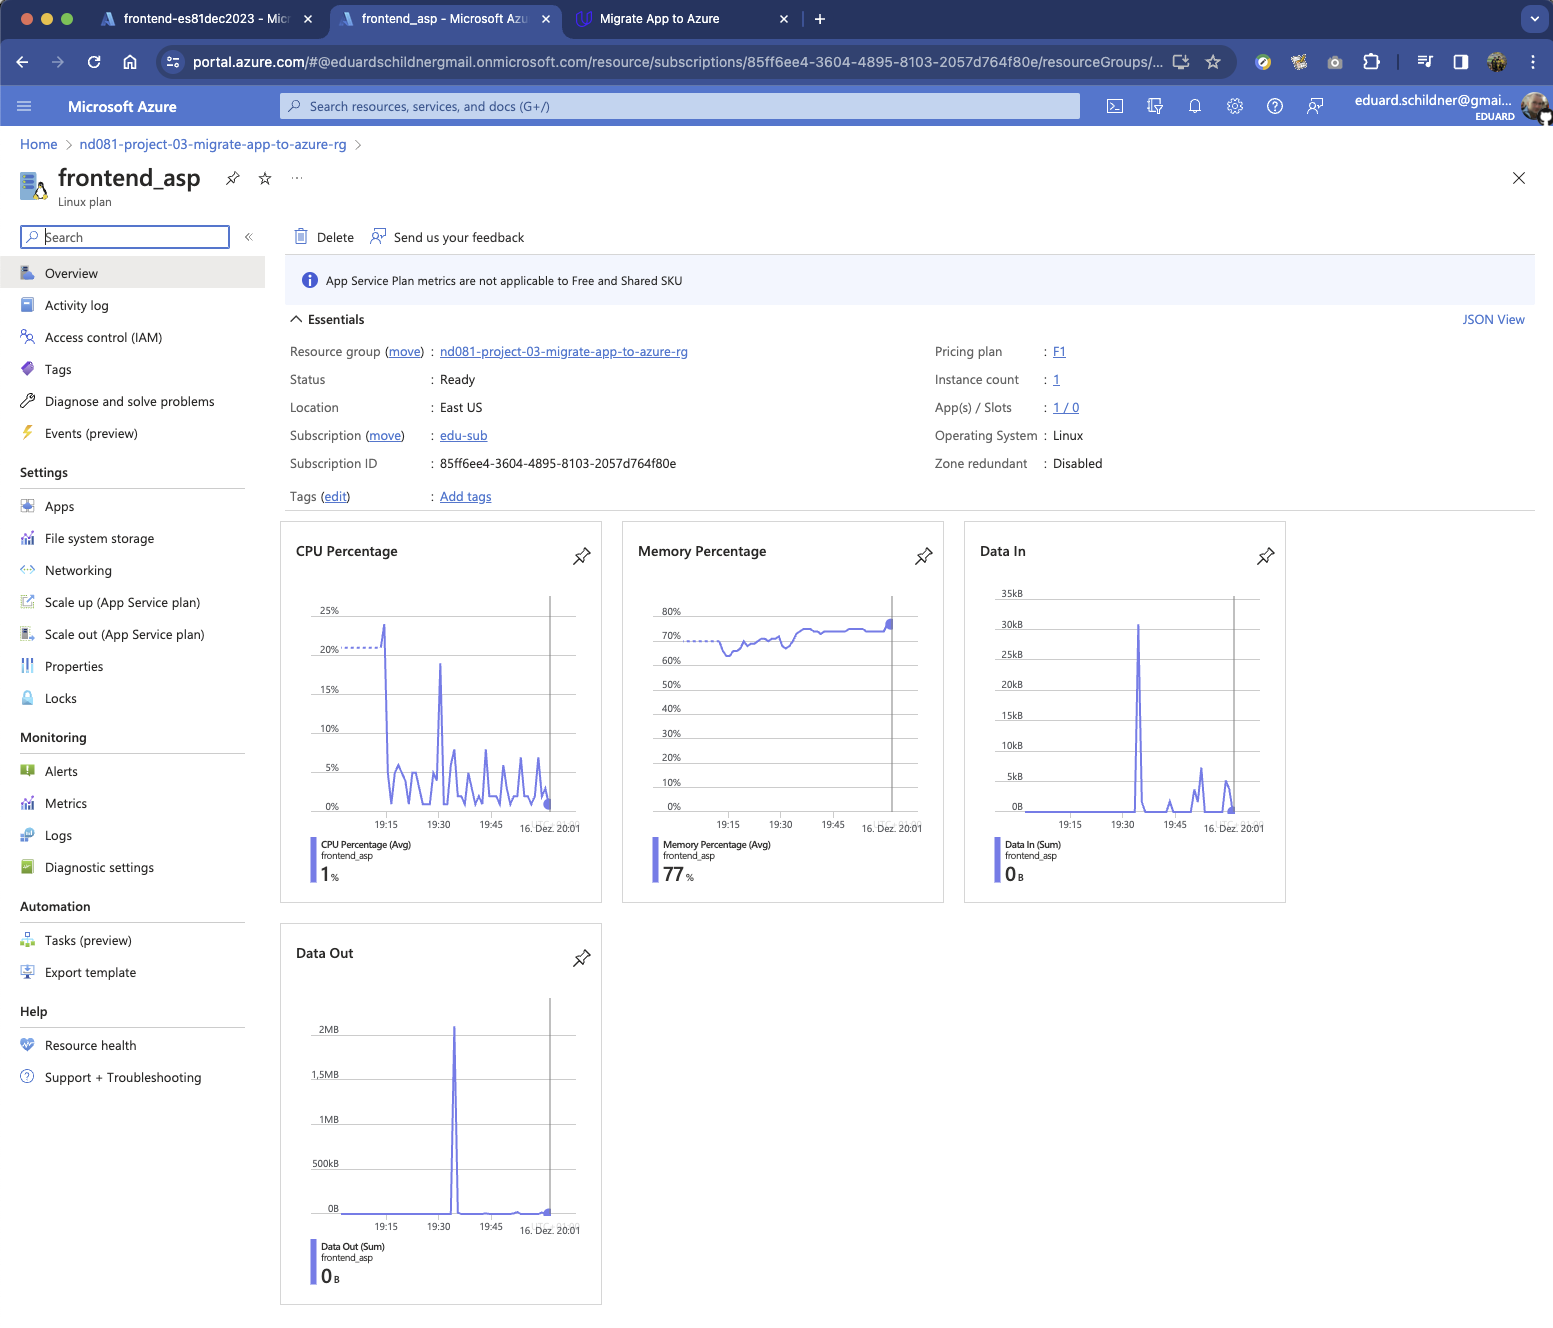 frontend-es81dec2023 - Mic
frontend_asp - Microsoft Azu
Migrate App to Azure
portal.azure.com/#@eduardschildnergmail.onmicrosoft.com/resource/subscriptions/85ff6ee4-3604-4895-8103-2057d764f80e/resourceGroups/...
Microsoft Azure
Search resources, services, and docs (G+/)
eduard.schildner@gmai...
EDUARD
Home > nd081-project-03-migrate-app-to-azure-rg >
frontend_asp
...
Linux plan
Search
«
Delete
Send us your feedback
Overview
Activity log
Access control (IAM)
Tags
Diagnose and solve problems
Events (preview)
Settings
Apps
File system storage
Networking
Scale up (App Service plan)
Scale out (App Service plan)
Properties
Locks
Monitoring
Alerts
Metrics
Logs
Diagnostic settings
Automation
Tasks (preview)
Export template
Help
Resource health
Support + Troubleshooting
App Service Plan metrics are not applicable to Free and Shared SKU
Essentials
JSON View
Resource group (move) : nd081-project-03-migrate-app-to-azure-rg
Status : Ready
Location : East US
Subscription (move) : edu-sub
Subscription ID : 85ff6ee4-3604-4895-8103-2057d764f80e
Tags (edit) : Add tags
Pricing plan : F1
Instance count : 1
App(s) / Slots : 1 / 0
Operating System : Linux
Zone redundant : Disabled
CPU Percentage
25%
20%
15%
10%
5%
0%
19:15 19:30 19:45 16. Dez. 20:01
UTC+01:00
CPU Percentage (Avg)
frontend_asp
1 %
Memory Percentage
80%
70%
60%
50%
40%
30%
20%
10%
0%
19:15 19:30 19:45 16. Dez. 20:01
UTC+01:00
Memory Percentage (Avg)
frontend_asp
77 %
Data In
35kB
30kB
25kB
20kB
15kB
10kB
5kB
0B
19:15 19:30 19:45 16. Dez. 20:01
UTC+01:00
Data In (Sum)
frontend_asp
0 B
Data Out
2MB
1,5MB
1MB
500kB
0B
19:15 19:30 19:45 16. Dez. 20:01
UTC+01:00
Data Out (Sum)
frontend_asp
0 B